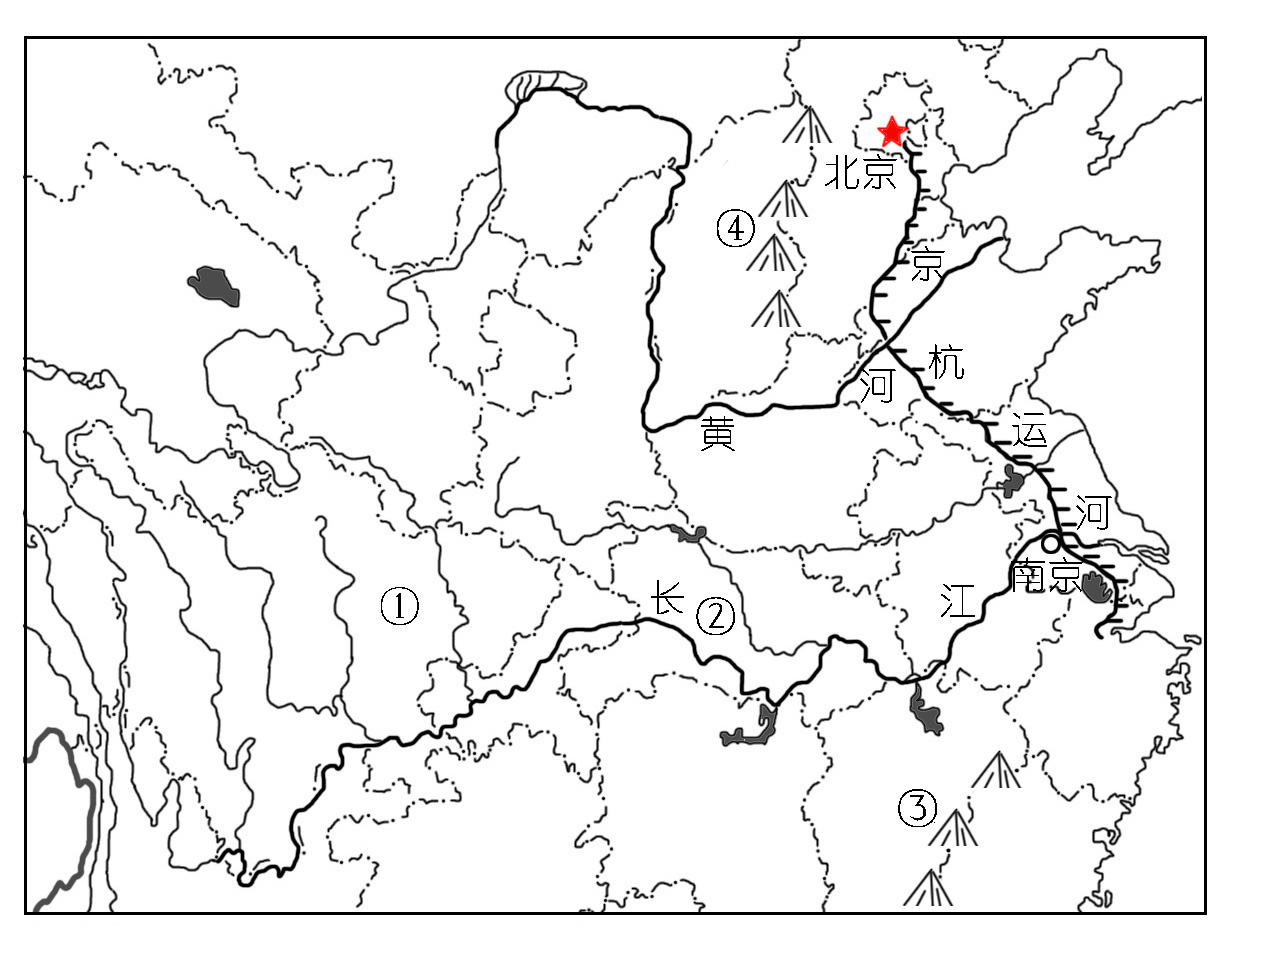 北京
④
京
杭
河
黄
运
河
南京
①
长
②
江
③